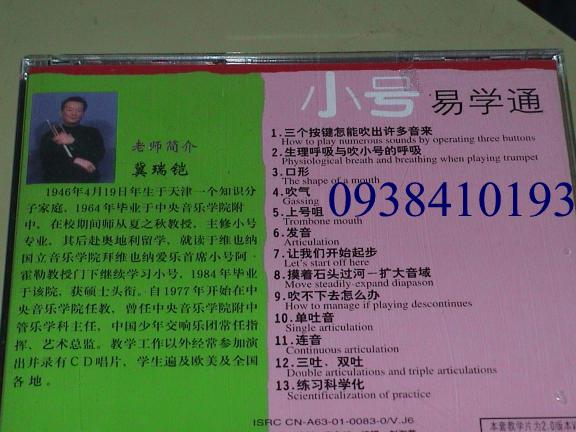 小号 易学通
老师简介
冀瑞铠
1946年4月19日年生于天津一个知识分
子家庭，1964年毕业于中央音乐学院附
中，在校期间师从夏之秋教授，主修小号
专业，其后赴奥地利留学，就读于维也纳
国立音乐学院拜维也纳爱乐首席小号阿·
霍勒教授门下继续学习小号，1984年毕业
于该院，获硕士头衔。自1977年开始在中
央音乐学院任教，曾任中央音乐学院附中
管乐学科主任，中国少年交响乐团常任指
挥、艺术总监。教学工作以外经常参加演
出并录有CD唱片，学生遍及欧美及全国
各地。
1.三个按键怎能吹出许多音来
How to play numerous sounds by operating three buttons
2.生理呼吸与吹小号的呼吸
Physiological breath and breathing when playing trumpet
3.口形
The shape of a mouth
4.吹气
Gassing
5.上号咀
Trombone mouth
6.发音
Articulation
7.让我们开始起步
Let's start off here
8.摸着石头过河－扩大音域
Move steadily-expand diapason
9.吹不下去怎么办
How to manage if playing descontinues
10.单吐音
Single articulation
11.连音
Continuous articulation
12.三吐、双吐
Double articulations and triple articulations
13.练习科学化
Scientificalization of practice
0938410193
ISRC CN-A63-01-0083-0/V.J6
本套教学片为2.0版本